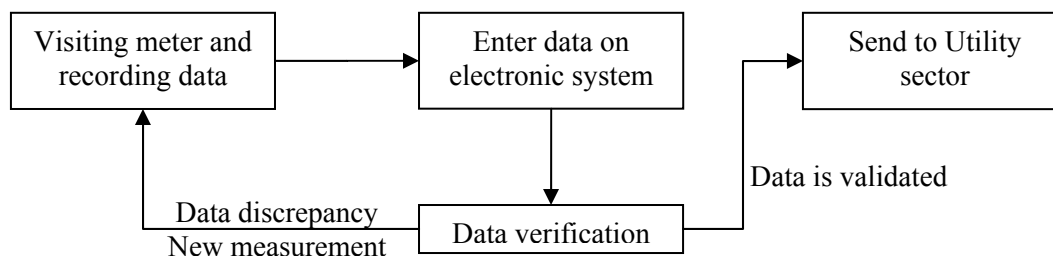 Visiting meter and
recording data
Enter data on
electronic system
Send to Utility
sector
Data is validated
Data discrepancy
New measurement
Data verification